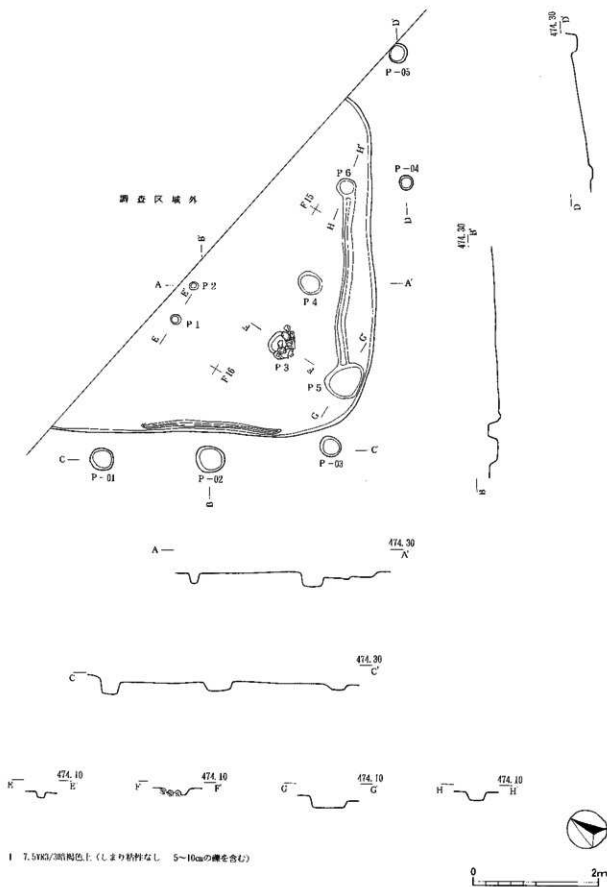 474.30
D'
P-05
H'
P6
P-04
F15
調査区域外
H
D
D
B'
474.30
B'
A
E'
P2
P4
A'
P1
E
F
G'
P3
F'
F16
P5
G
C
C'
P-01
P-02
P-03
B
B
A
474.30
A'
C
474.30
C'
E
474.10
E'
F
474.10
F'
G
474.10
G'
H
474.10
H'
1 7.5YR3/3暗褐色土(しまり粘性なし 5~10cmの礫を含む)
0 2m